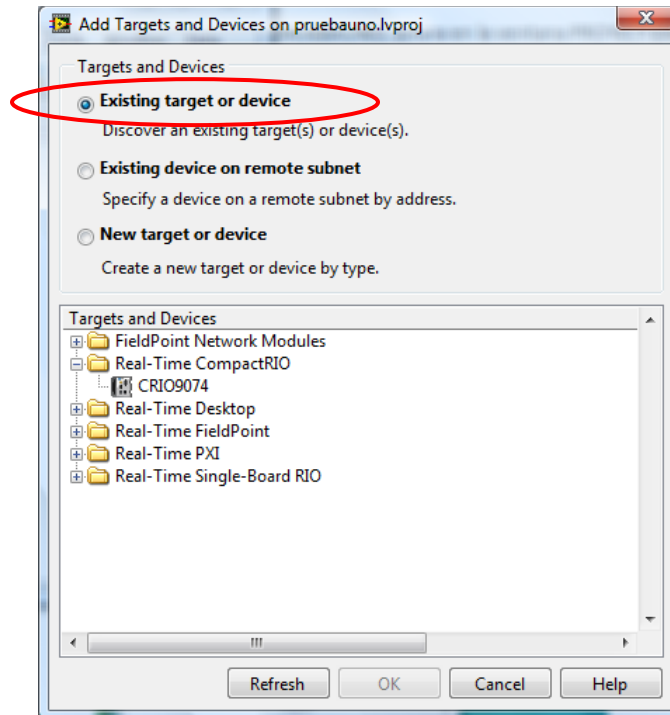 Add Targets and Devices on pruebauno.lvproj
Targets and Devices
Existing target or device
Discover an existing target(s) or device(s).
Existing device on remote subnet
Specify a device on a remote subnet by address.
New target or device
Create a new target or device by type.
Targets and Devices
FieldPoint Network Modules
Real-Time CompactRIO
CRIO9074
Real-Time Desktop
Real-Time FieldPoint
Real-Time PXI
Real-Time Single-Board RIO
Refresh OK Cancel Help